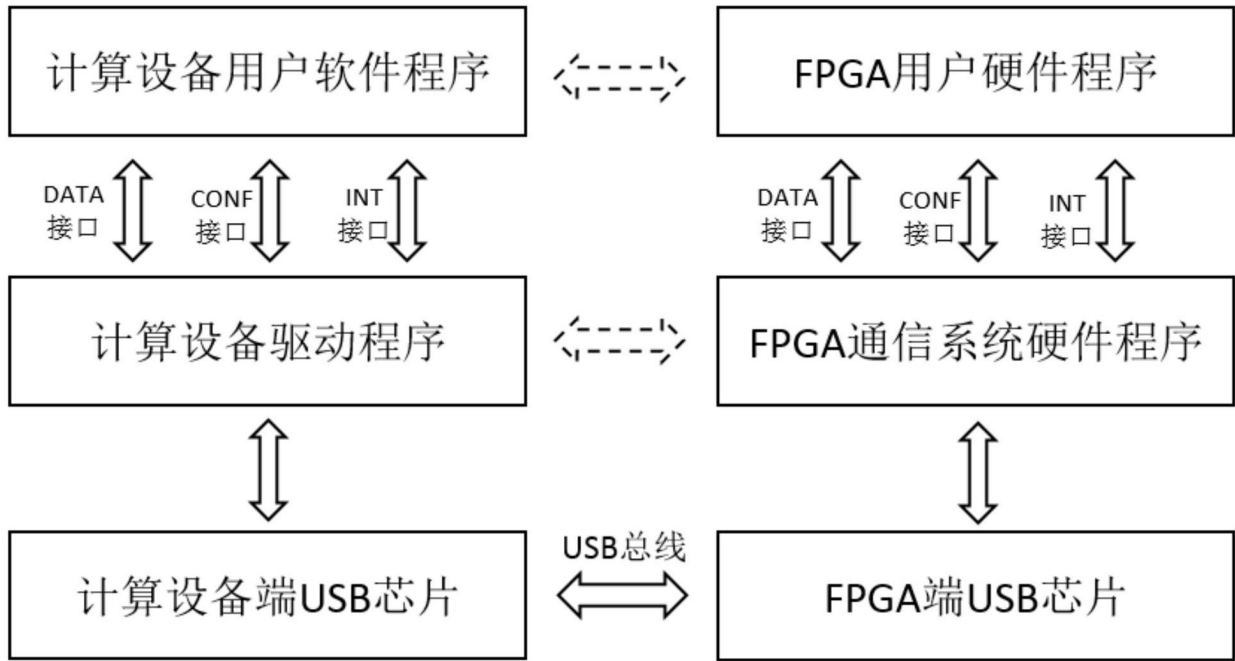 计算设备用户软件程序
FPGA用户硬件程序
DATA
接口
CONF
接口
INT
接口
DATA
接口
CONF
接口
INT
接口
计算设备驱动程序
FPGA通信系统硬件程序
USB总线
计算设备端USB芯片
FPGA端USB芯片